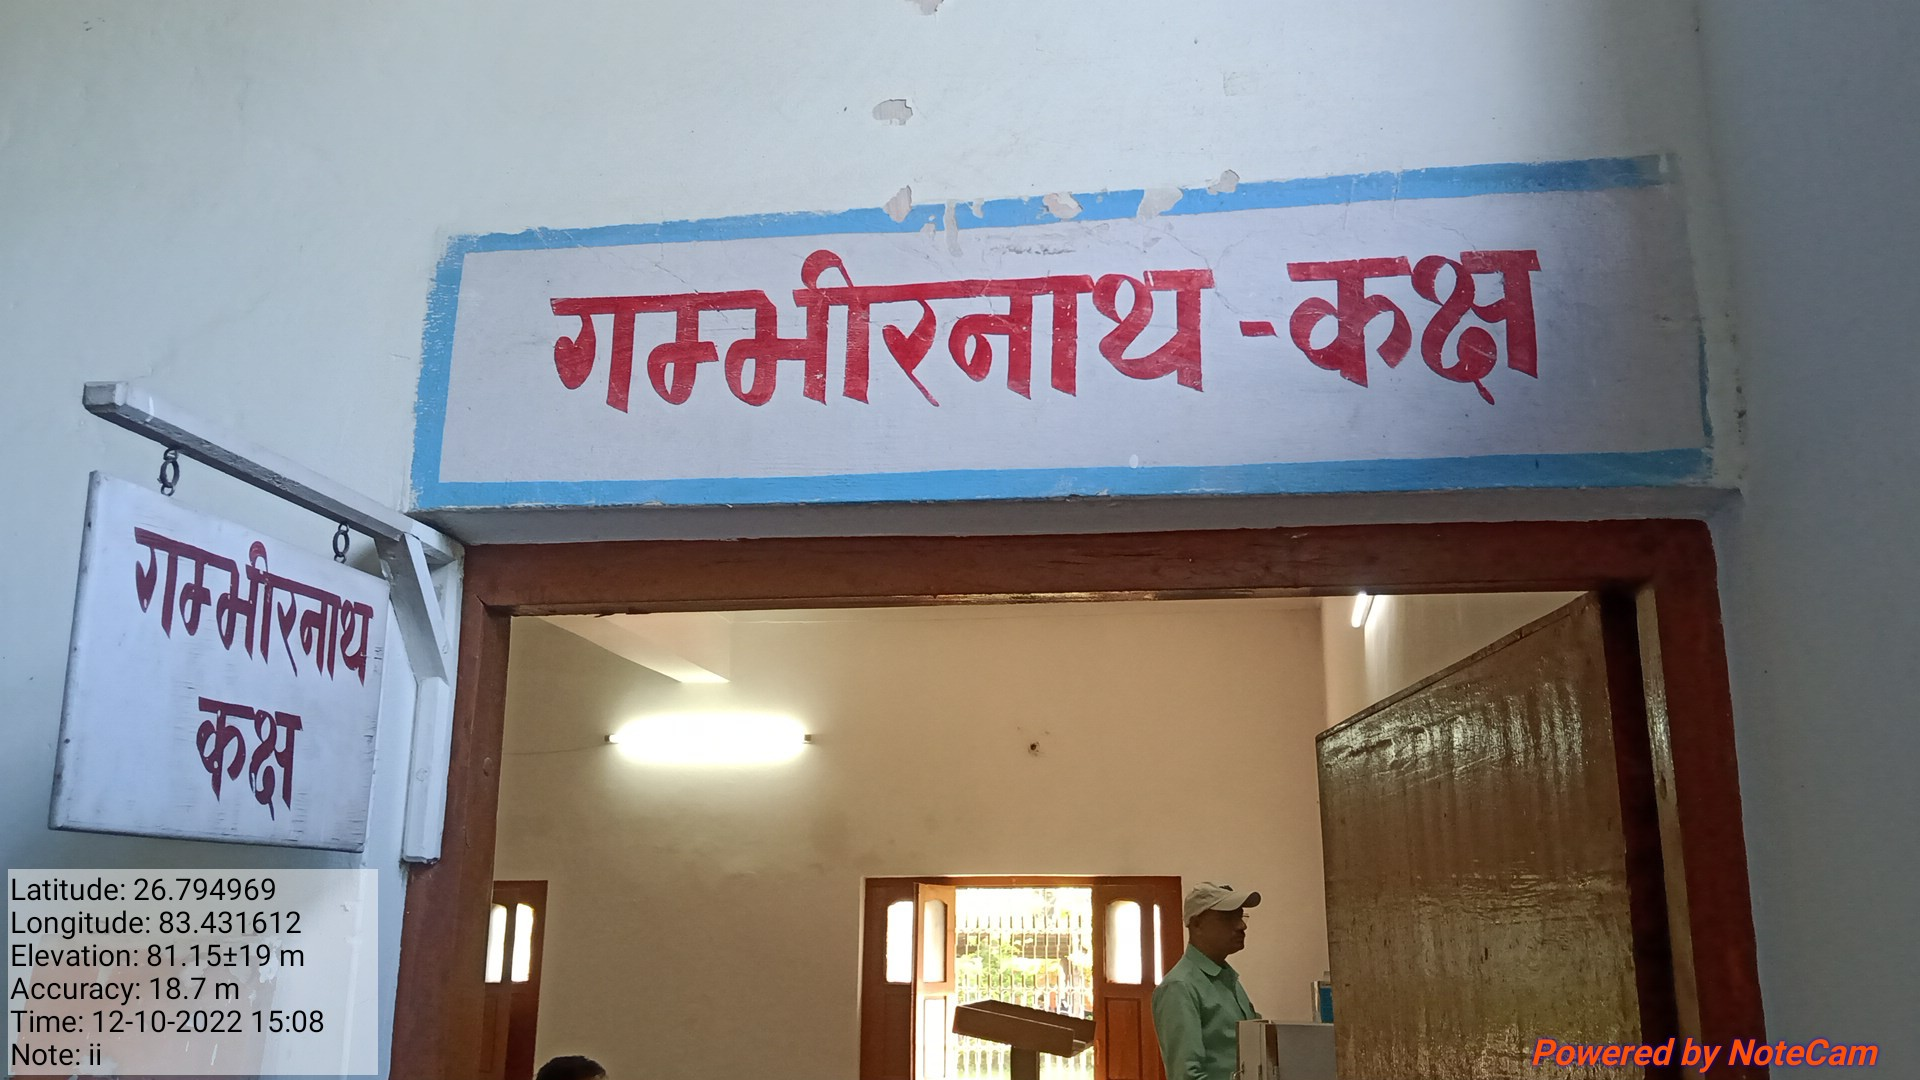 गम्भीरनाथ - कक्ष
गम्भीरनाथ
कक्ष
Latitude: 26.794969
Longitude: 83.431612
Elevation: 81.15±19 m
Accuracy: 18.7 m
Time: 12-10-2022 15:08
Note: ii
Powered by NoteCam